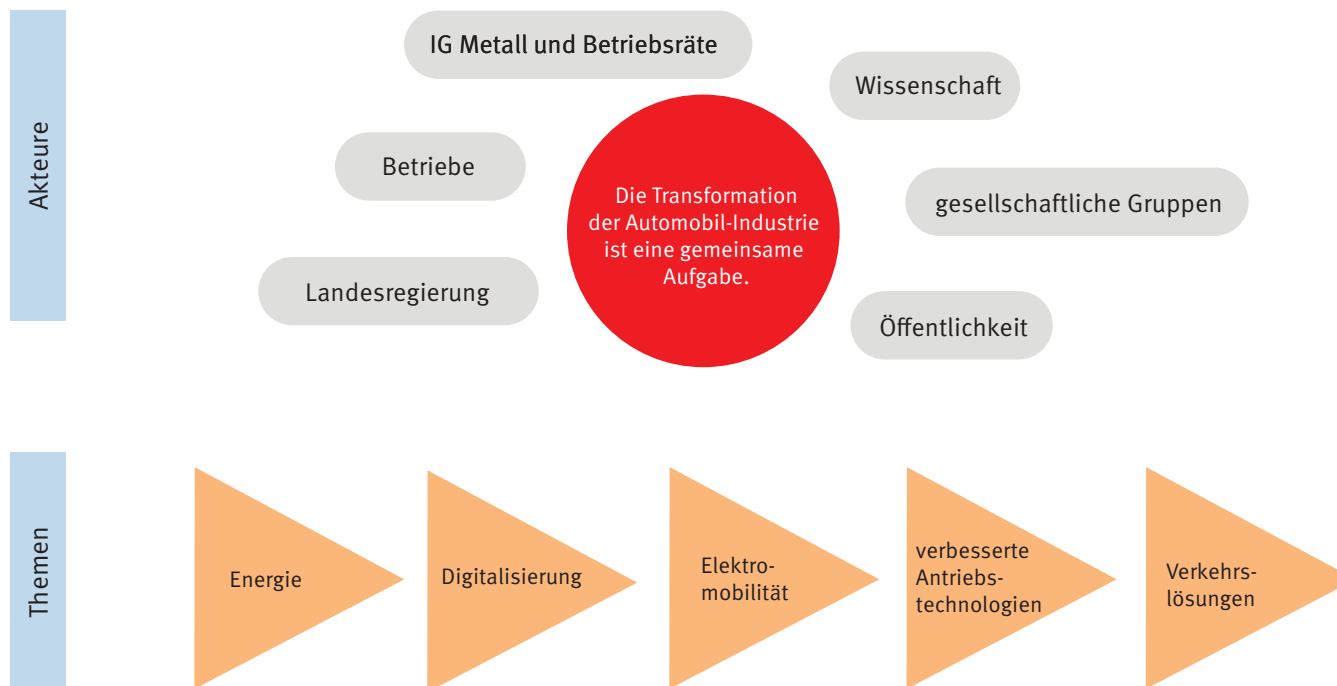 Akteure
IG Metall und Betriebsräte
Wissenschaft
Betriebe
gesellschaftliche Gruppen
Die Transformation
der Automobil-Industrie
ist eine gemeinsame
Aufgabe.
Landesregierung
Öffentlichkeit
Themen
Energie
Digitalisierung
Elektro-
mobilität
verbesserte
Antriebs-
technologien
Verkehrs-
lösungen